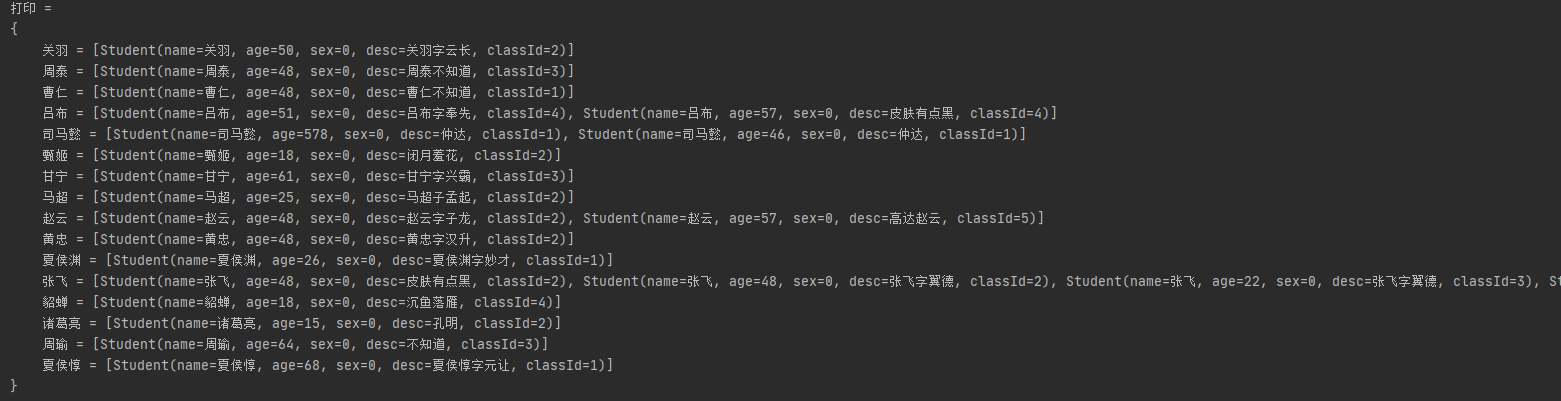 打印 =
{
    关羽 = [Student(name=关羽, age=50, sex=0, desc=关羽字云长, classId=2)]
    周泰 = [Student(name=周泰, age=48, sex=0, desc=周泰不知道, classId=3)]
    曹仁 = [Student(name=曹仁, age=48, sex=0, desc=曹仁不知道, classId=1)]
    吕布 = [Student(name=吕布, age=51, sex=0, desc=吕布字奉先, classId=4), Student(name=吕布, age=57, sex=0, desc=皮肤有点黑, classId=4)]
    司马懿 = [Student(name=司马懿, age=578, sex=0, desc=仲达, classId=1), Student(name=司马懿, age=46, sex=0, desc=仲达, classId=1)]
    甄姬 = [Student(name=甄姬, age=18, sex=0, desc=闭月羞花, classId=2)]
    甘宁 = [Student(name=甘宁, age=61, sex=0, desc=甘宁字兴霸, classId=3)]
    马超 = [Student(name=马超, age=25, sex=0, desc=马超子孟起, classId=2)]
    赵云 = [Student(name=赵云, age=48, sex=0, desc=赵云字子龙, classId=2), Student(name=赵云, age=57, sex=0, desc=高达赵云, classId=5)]
    黄忠 = [Student(name=黄忠, age=48, sex=0, desc=黄忠字汉升, classId=2)]
    夏侯渊 = [Student(name=夏侯渊, age=26, sex=0, desc=夏侯渊字妙才, classId=1)]
    张飞 = [Student(name=张飞, age=48, sex=0, desc=皮肤有点黑, classId=2), Student(name=张飞, age=48, sex=0, desc=张飞字翼德, classId=2), Student(name=张飞, age=22, sex=0, desc=张飞字翼德, classId=3), S
    貂蝉 = [Student(name=貂蝉, age=18, sex=0, desc=沉鱼落雁, classId=4)]
    诸葛亮 = [Student(name=诸葛亮, age=15, sex=0, desc=孔明, classId=2)]
    周瑜 = [Student(name=周瑜, age=64, sex=0, desc=不知道, classId=3)]
    夏侯惇 = [Student(name=夏侯惇, age=68, sex=0, desc=夏侯惇字元让, classId=1)]
}